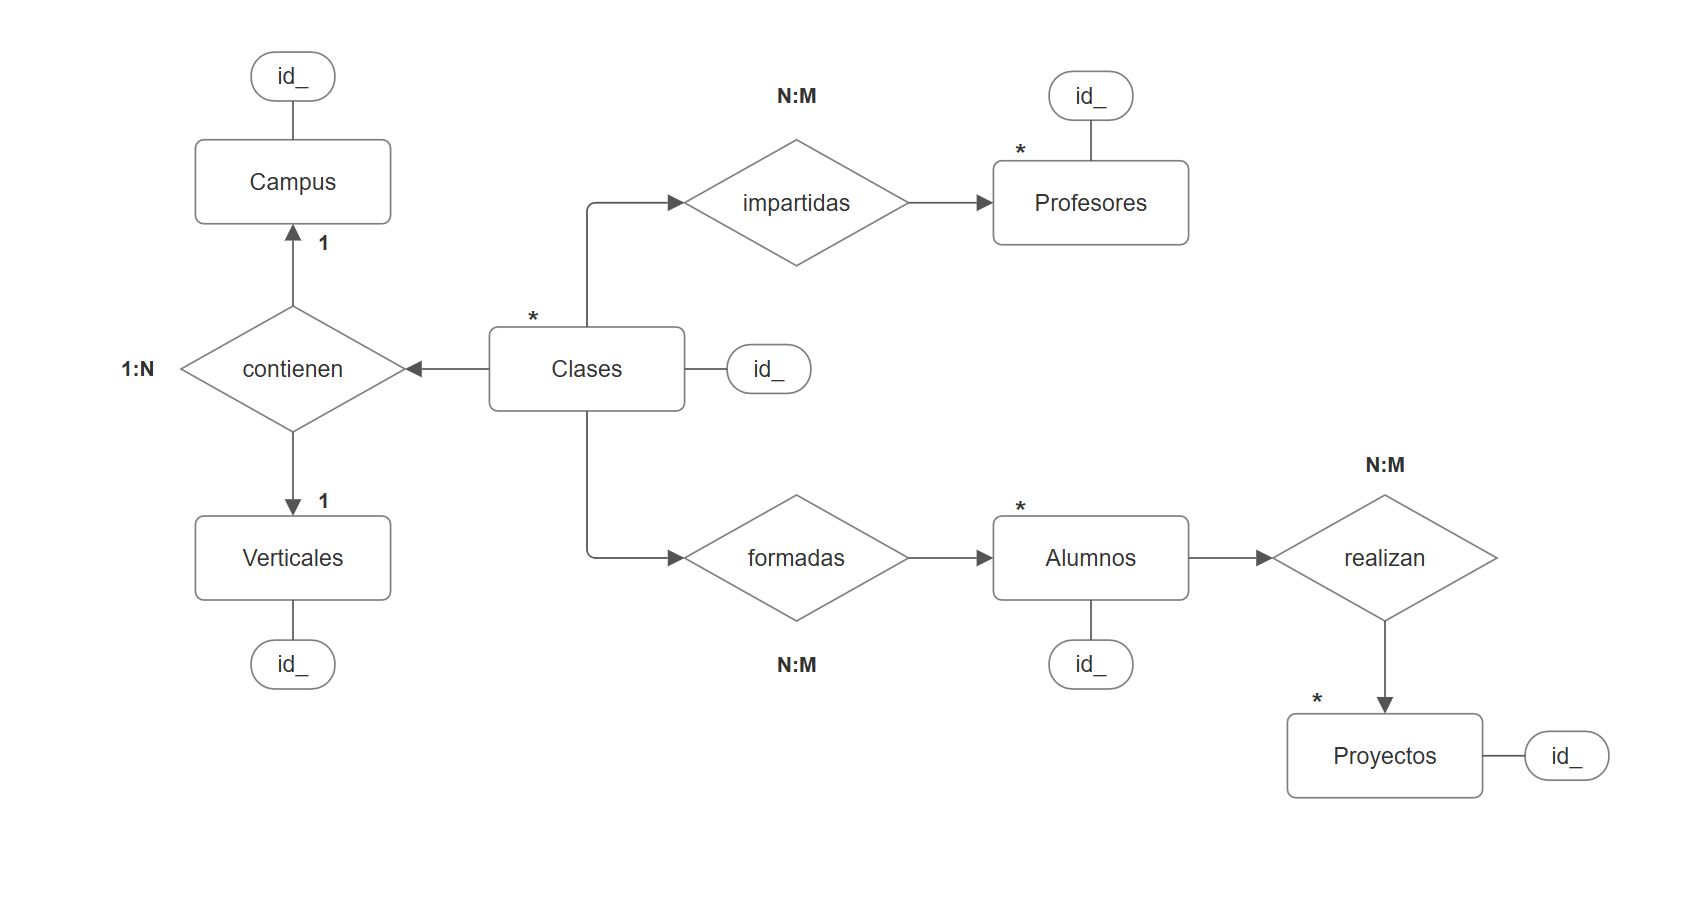 id_
N:M
id_
*
Campus
impartidas
Profesores
1
*
1:N
contienen
Clases
id_
N:M
1
*
Verticales
formadas
Alumnos
realizan
id_
N:M
id_
*
Proyectos
id_